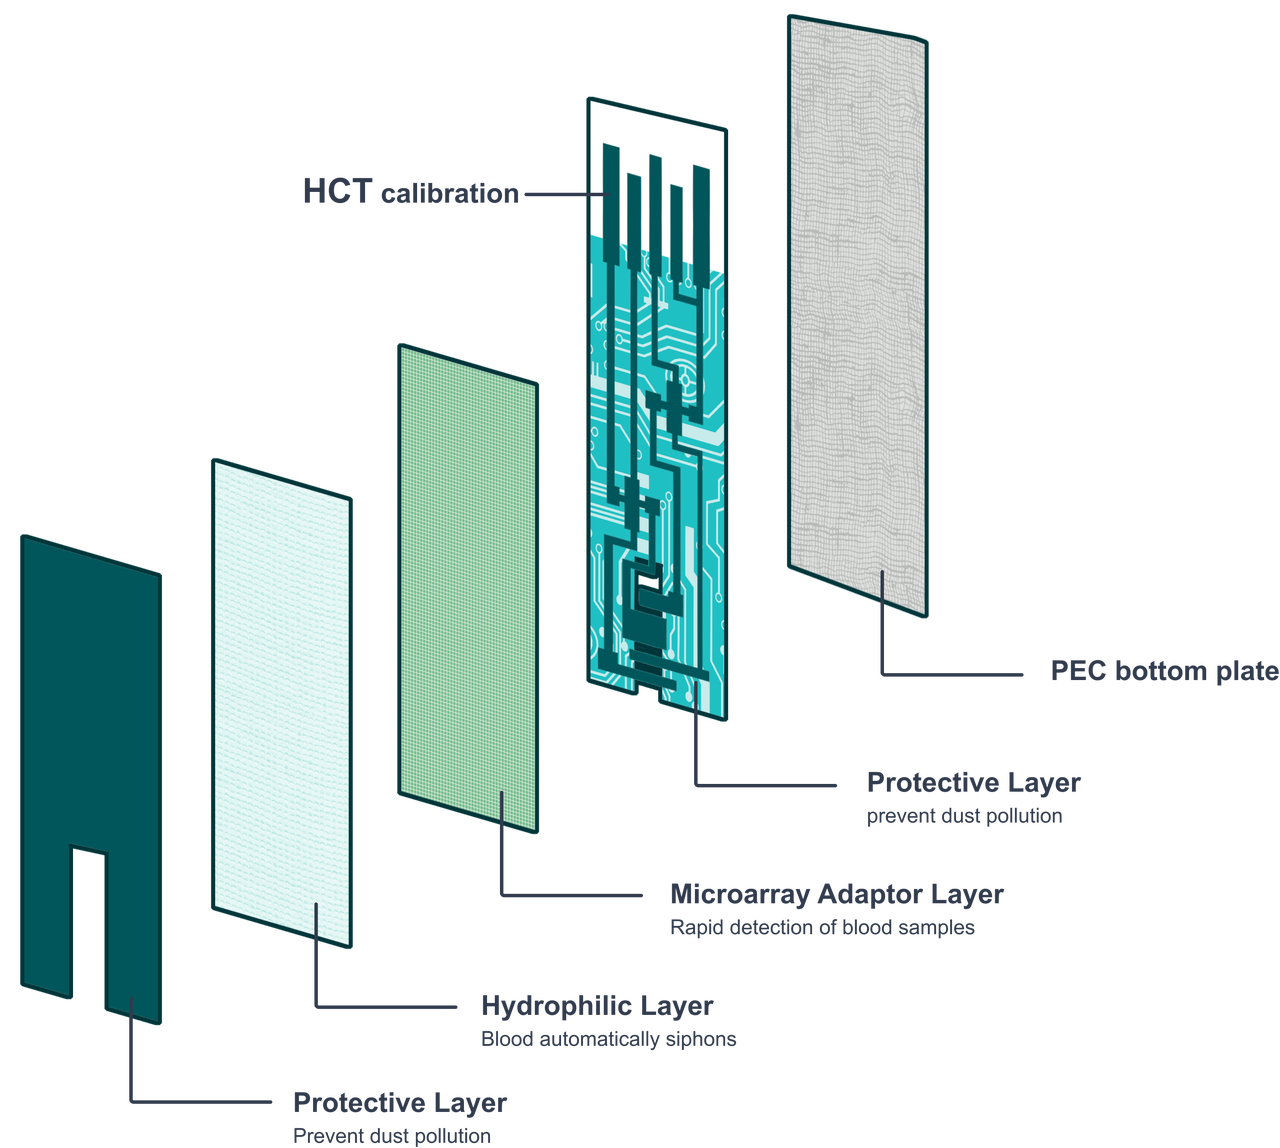 HCT calibration
PEC bottom plate
Protective Layer
prevent dust pollution
Microarray Adaptor Layer
Rapid detection of blood samples
Hydrophilic Layer
Blood automatically siphons
Protective Layer
Prevent dust pollution